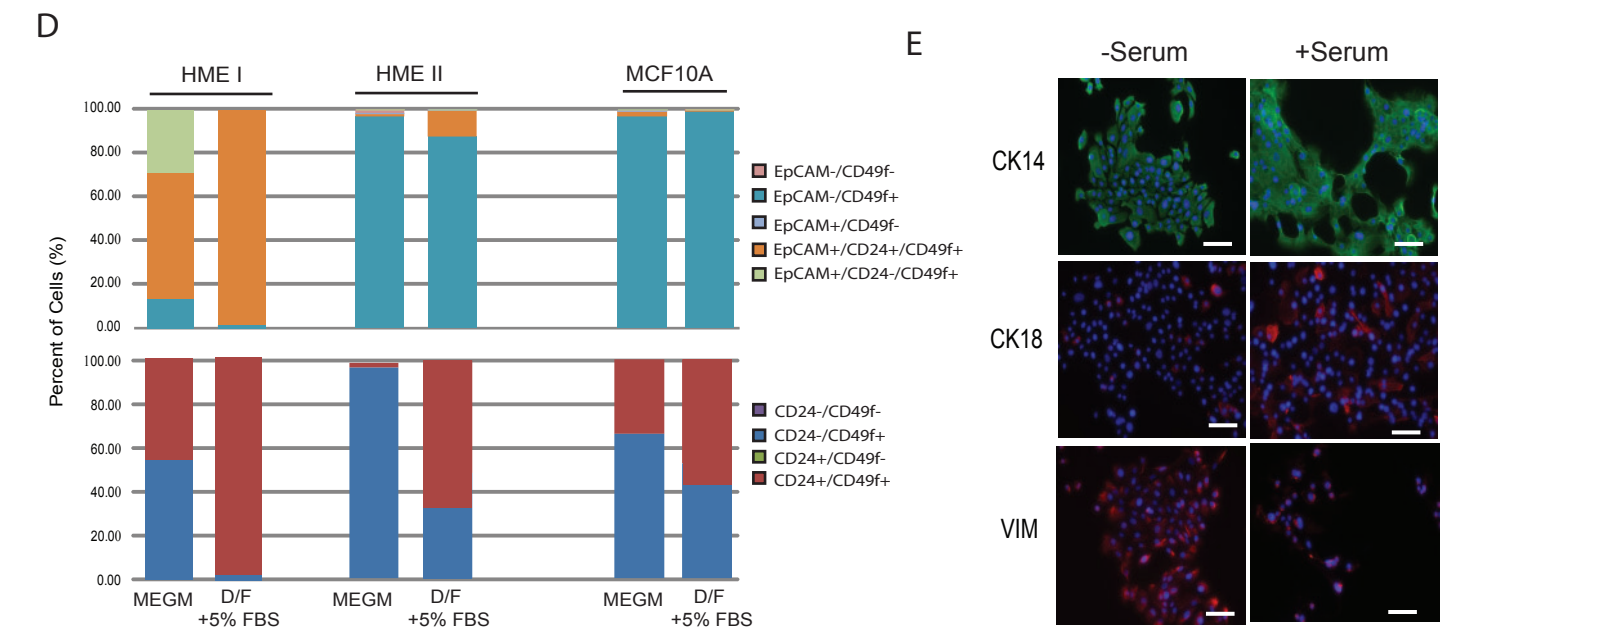 D
HME I
HME II
MCF10A
100.00
80.00
60.00
40.00
20.00
0.00
Percent of Cells (%)
EpCAM-/CD49f-
EpCAM-/CD49f+
EpCAM+/CD49f-
EpCAM+/CD24+/CD49f+
EpCAM+/CD24-/CD49f+
100.00
80.00
60.00
40.00
20.00
0.00
CD24-/CD49f-
CD24-/CD49f+
CD24+/CD49f-
CD24+/CD49f+
MEGM
D/F
+5% FBS
MEGM
D/F
+5% FBS
MEGM
D/F
+5% FBS
E
-Serum
+Serum
CK14
CK18
VIM